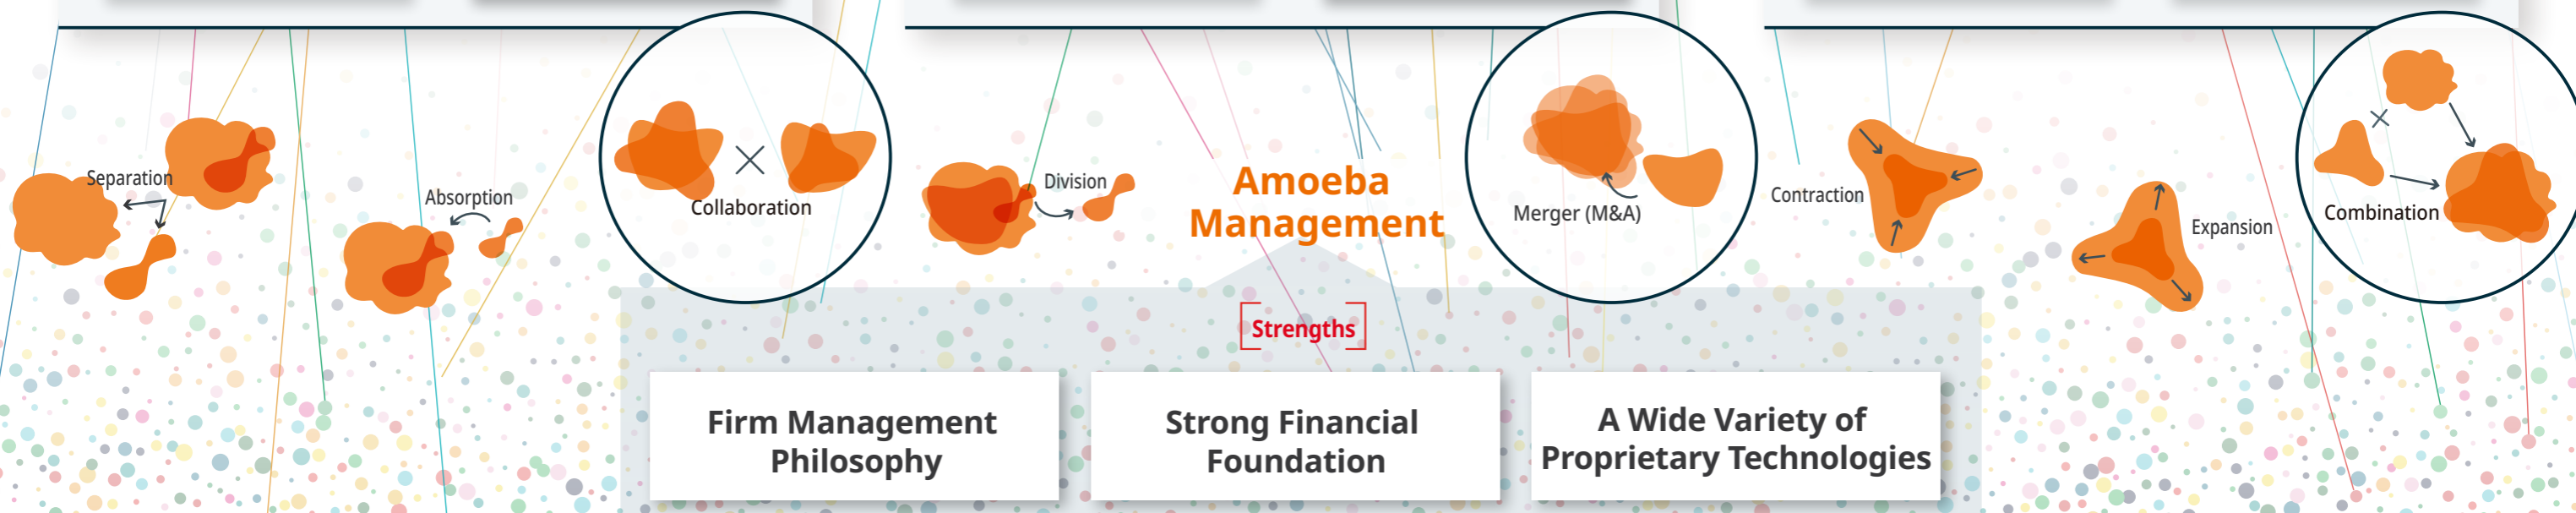 Separation
Absorption
Collaboration
Division
Amoeba
Management
Merger (M&A)
Contraction
Expansion
Combination
Strengths
Firm Management
Philosophy
Strong Financial
Foundation
A Wide Variety of
Proprietary Technologies